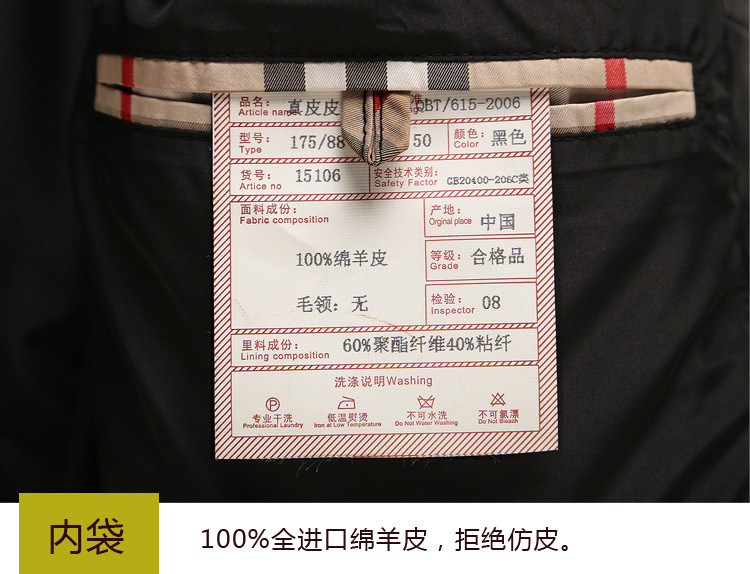 品名： 真皮皮 准 QBT/615-2006
Article name
型号： 175/88 50 颜色： 黑色
Type Color
货号： 15106 安全技术类别： GB20400-206C类
Artice no Safety Factor
面料成份： 产地： 中国
Fabric composition Orginal place
100%绵羊皮 等级： 合格品
Grade
毛领：无 检验： 08
Inspector
里料成份： 60%聚酯纤维40%粘纤
Lining composition
洗涤说明Washing
专业干洗 低温熨烫 不可水洗 不可氯漂
Professional Laundry Iron at Low Temperature Do Not Water Washing Do Not Bleach
内袋 100%全进口绵羊皮，拒绝仿皮。